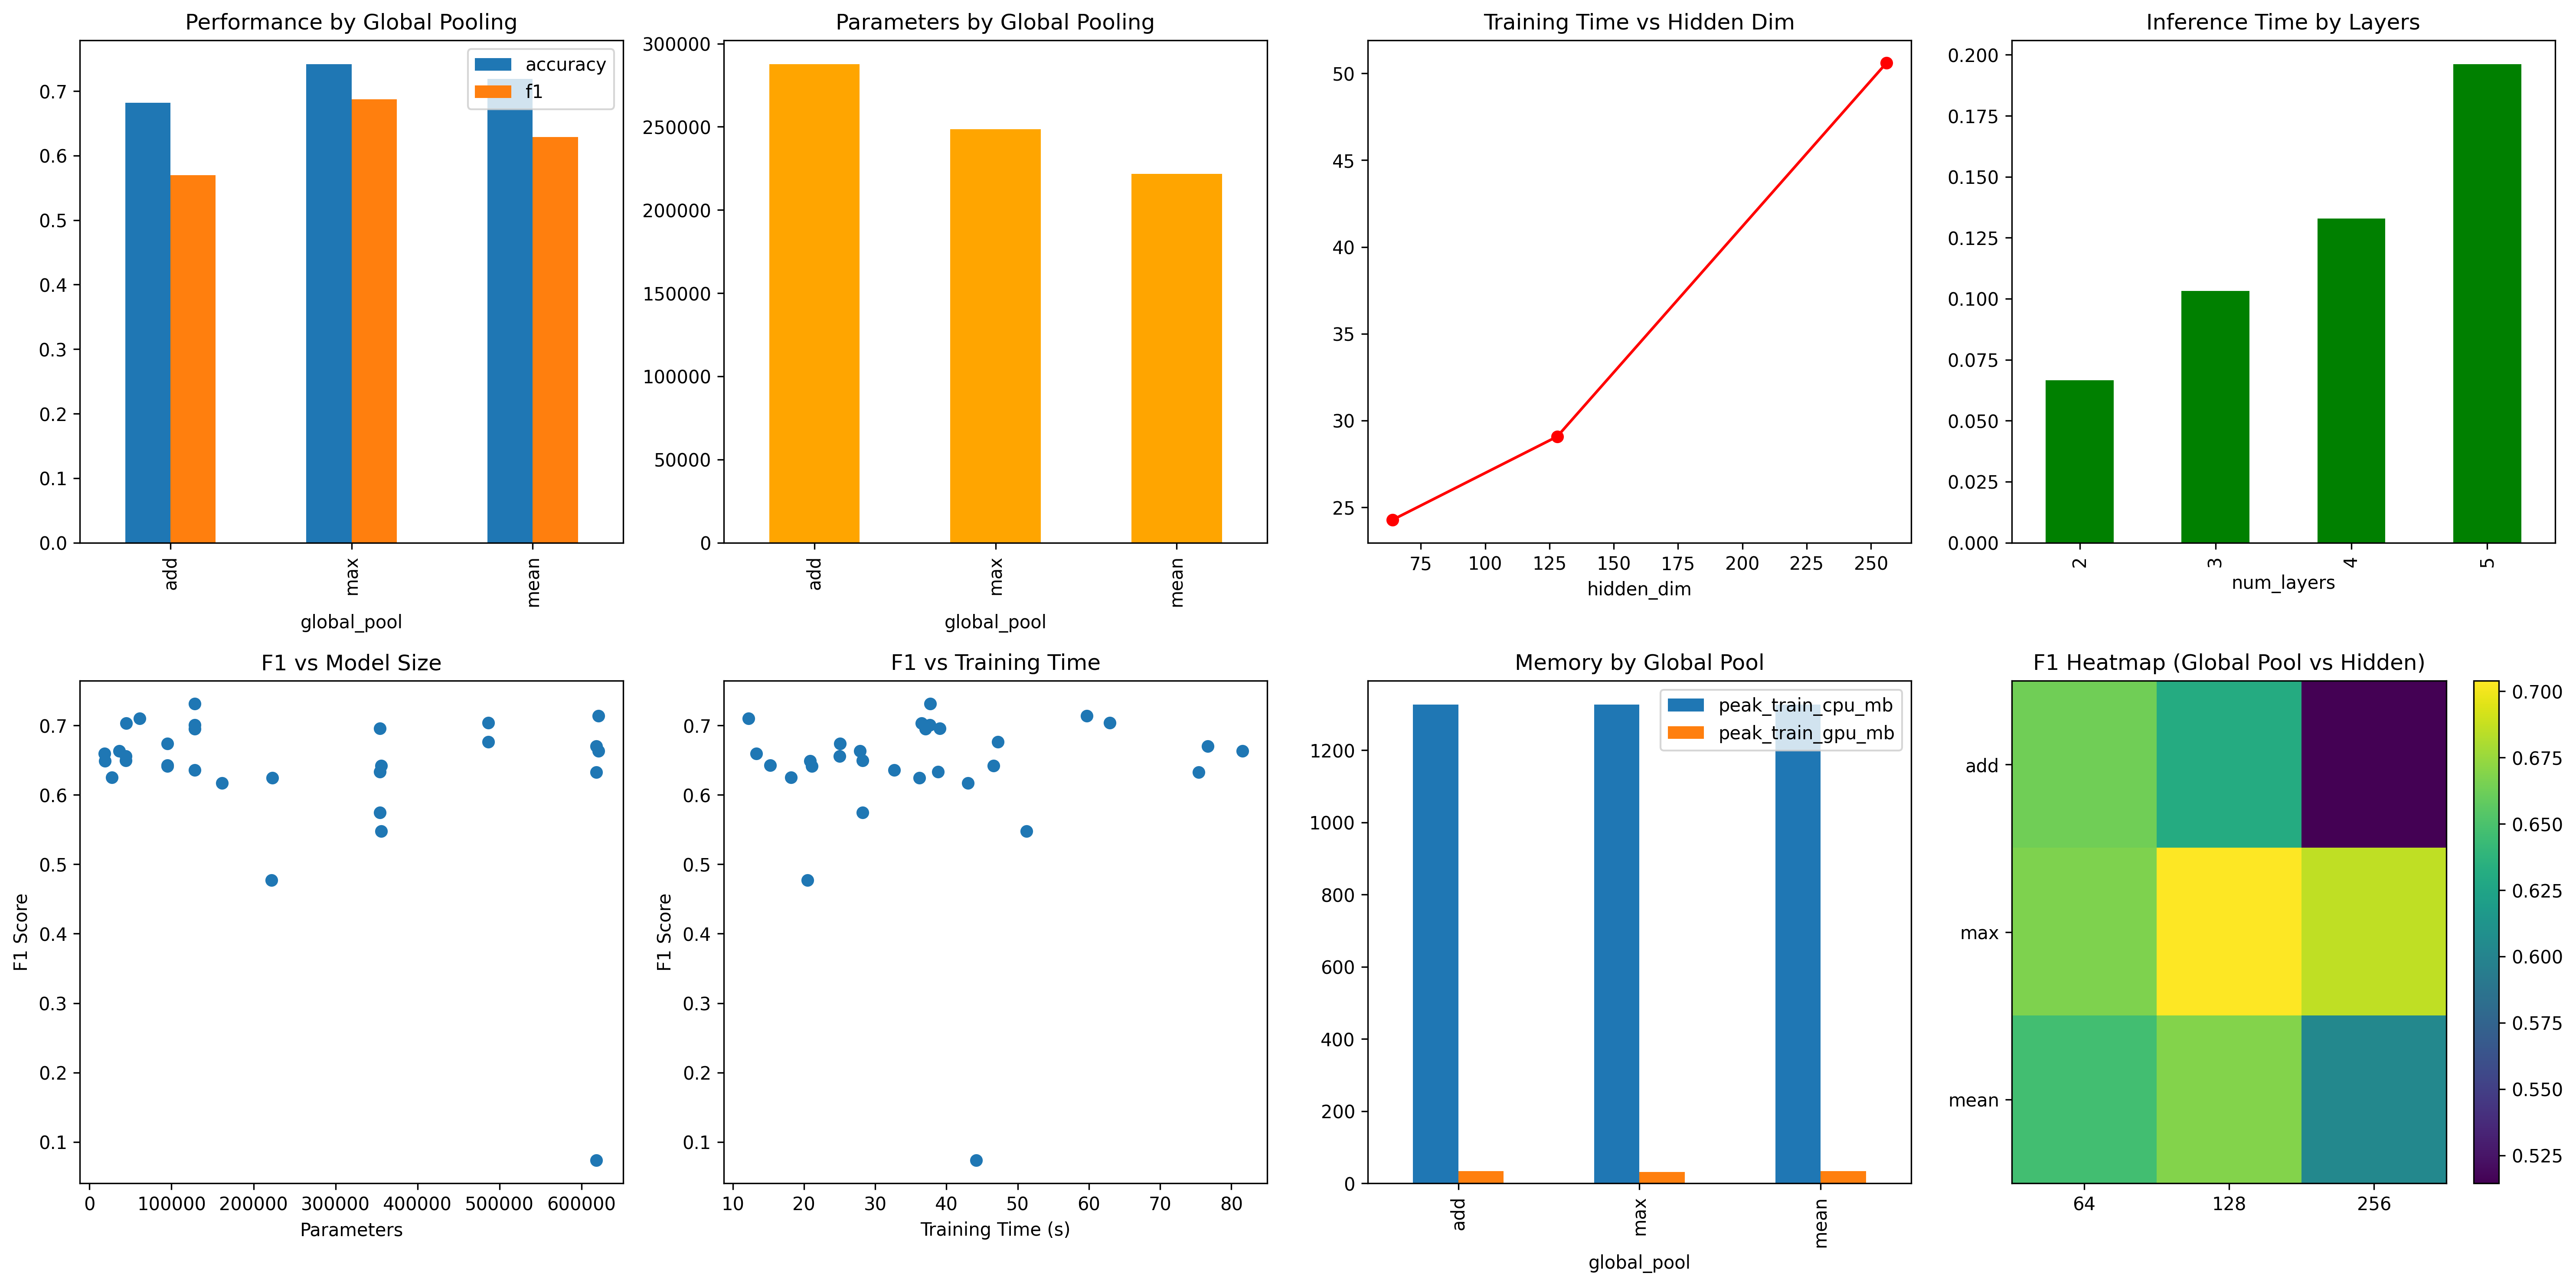 Performance by Global Pooling
accuracy
f1
0.7
0.6
0.5
0.4
0.3
0.2
0.1
0.0
add
max
mean
global_pool
Parameters by Global Pooling
300000
250000
200000
150000
100000
50000
0
add
max
mean
global_pool
Training Time vs Hidden Dim
50
45
40
35
30
25
75 100 125 150 175 200 225 250
hidden_dim
Inference Time by Layers
0.200
0.175
0.150
0.125
0.100
0.075
0.050
0.025
0.000
2
3
4
5
num_layers
F1 vs Model Size
F1 Score
0.7
0.6
0.5
0.4
0.3
0.2
0.1
0 100000 200000 300000 400000 500000 600000
Parameters
F1 vs Training Time
F1 Score
0.7
0.6
0.5
0.4
0.3
0.2
0.1
10 20 30 40 50 60 70 80
Training Time (s)
Memory by Global Pool
peak_train_cpu_mb
peak_train_gpu_mb
1200
1000
800
600
400
200
0
add
max
mean
global_pool
F1 Heatmap (Global Pool vs Hidden)
add
max
mean
64 128 256
0.700
0.675
0.650
0.625
0.600
0.575
0.550
0.525